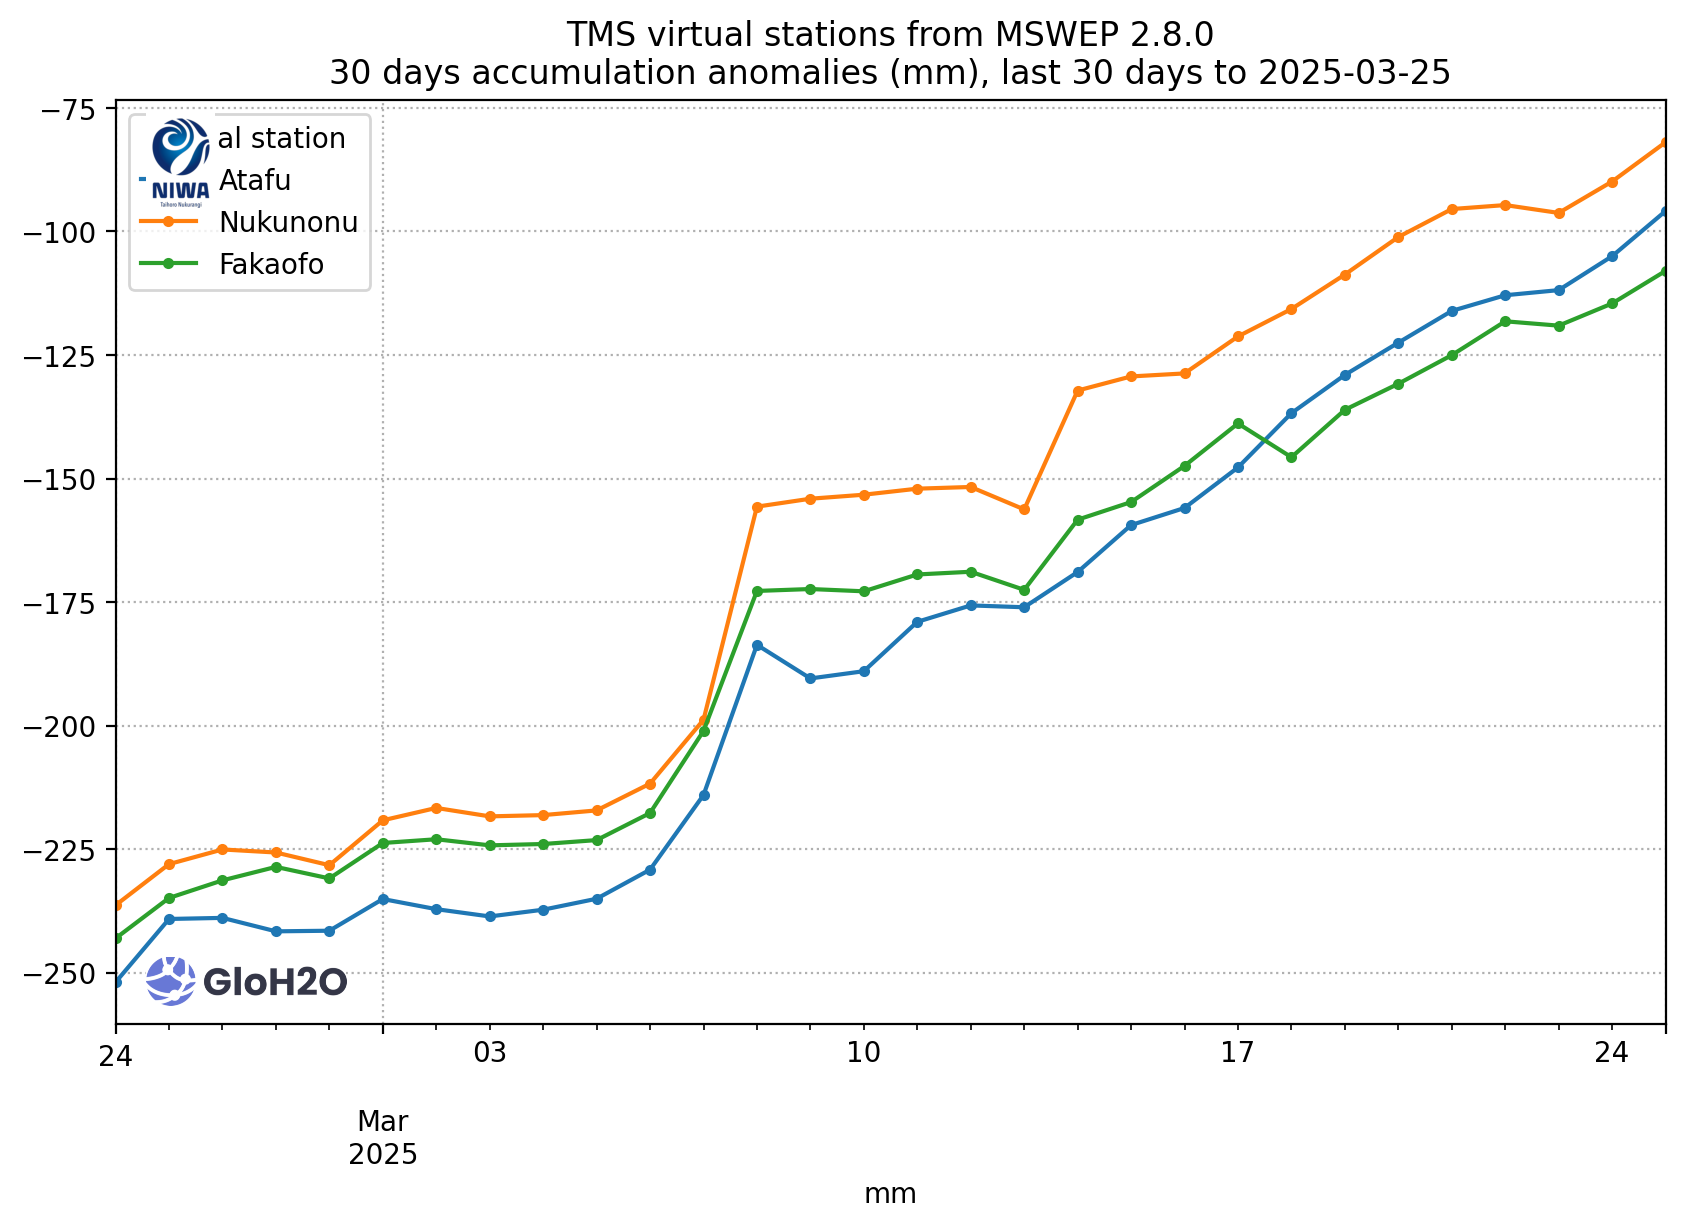 TMS virtual stations from MSWEP 2.8.0
30 days accumulation anomalies (mm), last 30 days to 2025-03-25
−75
−100
−125
−150
−175
−200
−225
−250
al station
Atafu
Nukunonu
Fakaofo
NIWA
Taihoro Nukurangi
GloH2O
24
03
10
17
24
Mar
2025
mm